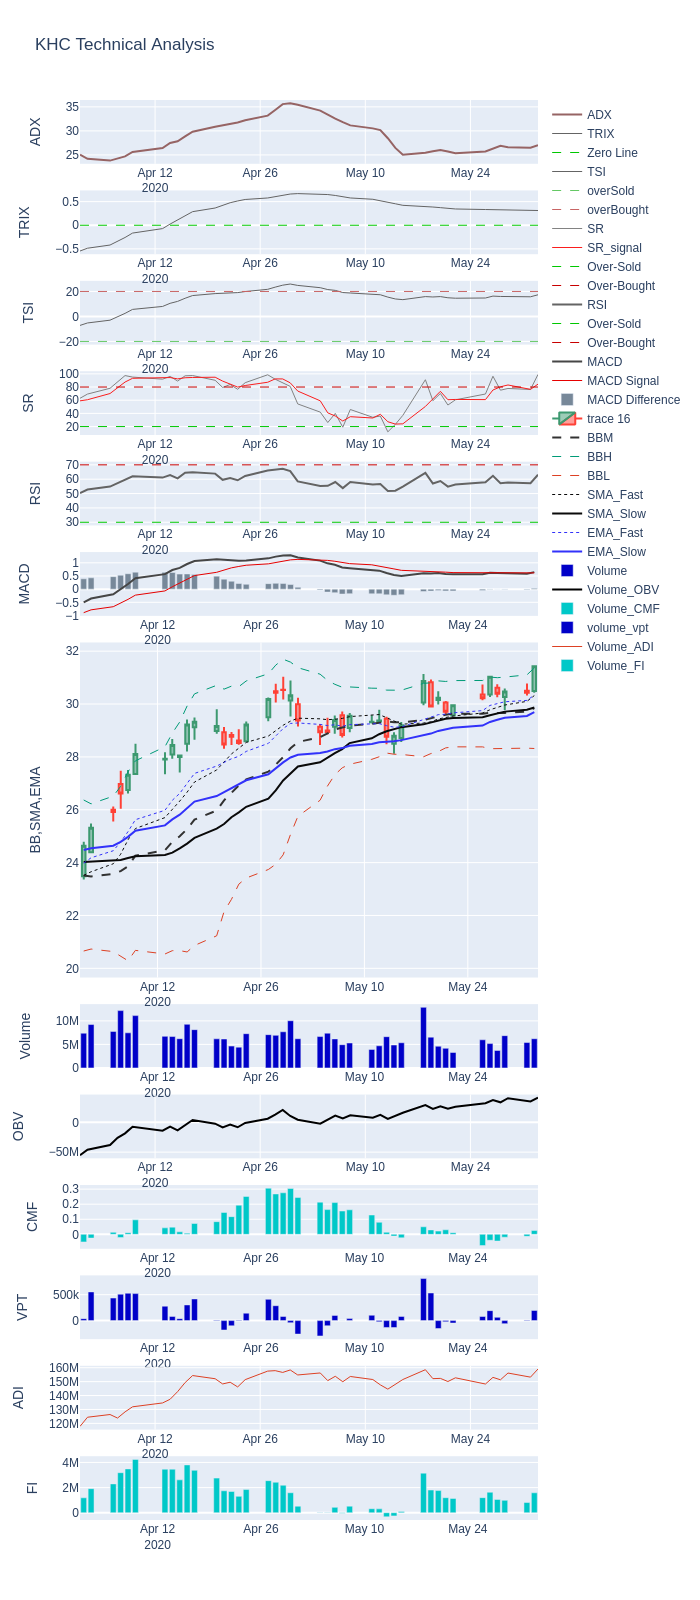 KHC Technical Analysis
ADX
35
30
25
Apr 12
2020
Apr 26
May 10
May 24
TRIX
0.5
0
−0.5
Apr 12
2020
Apr 26
May 10
May 24
TSI
20
0
−20
Apr 12
2020
Apr 26
May 10
May 24
SR
100
80
60
40
20
Apr 12
2020
Apr 26
May 10
May 24
RSI
70
60
50
40
30
Apr 12
2020
Apr 26
May 10
May 24
MACD
1
0.5
0
−0.5
−1
Apr 12
2020
Apr 26
May 10
May 24
BB,SMA,EMA
32
30
28
26
24
22
20
Apr 12
2020
Apr 26
May 10
May 24
Volume
10M
5M
0
Apr 12
2020
Apr 26
May 10
May 24
OBV
0
−50M
Apr 12
2020
Apr 26
May 10
May 24
CMF
0.3
0.2
0.1
0
Apr 12
2020
Apr 26
May 10
May 24
VPT
500k
0
Apr 12
2020
Apr 26
May 10
May 24
ADI
160M
150M
140M
130M
120M
Apr 12
2020
Apr 26
May 10
May 24
FI
4M
2M
0
Apr 12
2020
Apr 26
May 10
May 24
ADX
TRIX
Zero Line
TSI
overSold
overBought
SR
SR_signal
Over-Sold
Over-Bought
RSI
Over-Sold
Over-Bought
MACD
MACD Signal
MACD Difference
trace 16
BBM
BBH
BBL
SMA_Fast
SMA_Slow
EMA_Fast
EMA_Slow
Volume
Volume_OBV
Volume_CMF
volume_vpt
Volume_ADI
Volume_FI